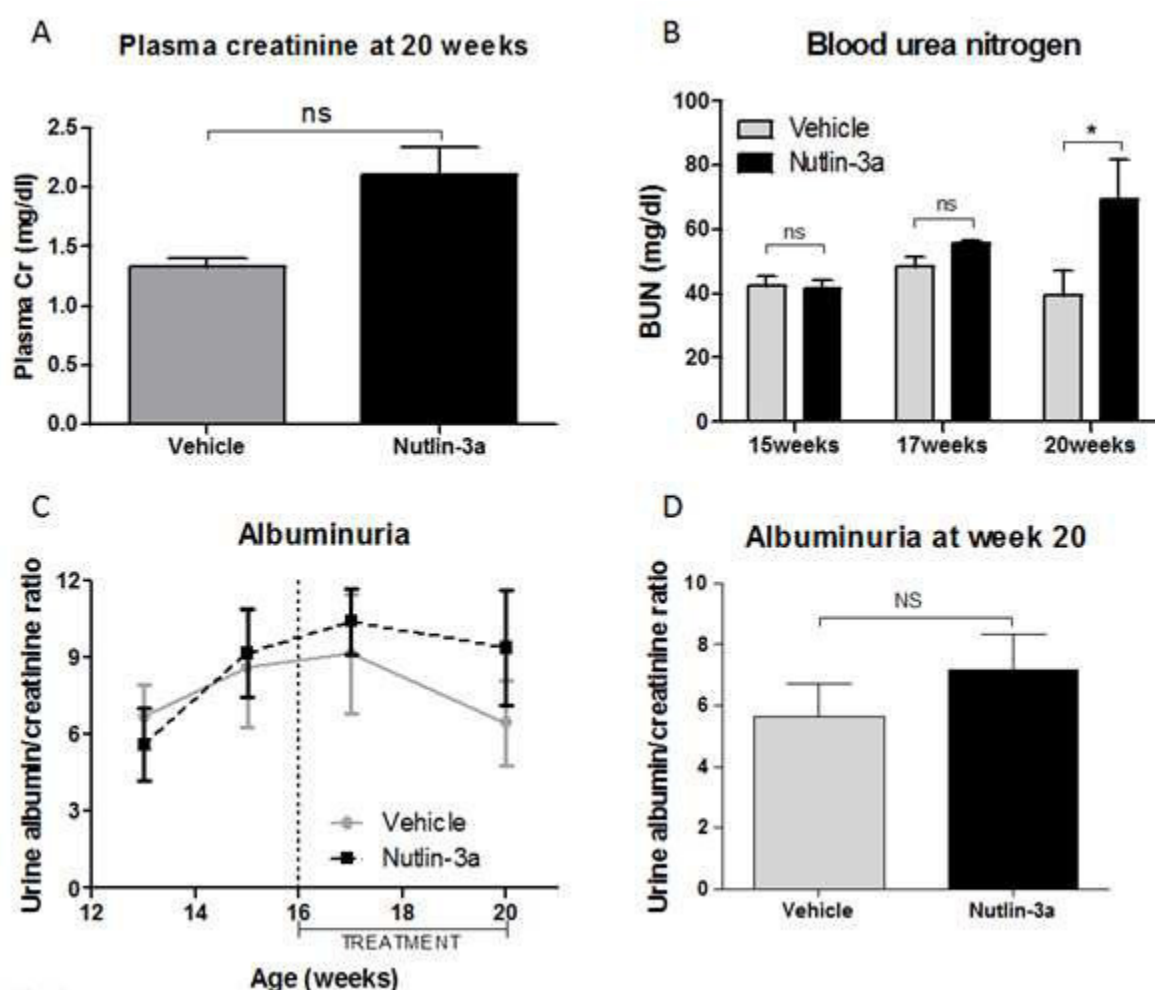 A
Plasma creatinine at 20 weeks
ns
Plasma Cr (mg/dl)
2.5
2.0
1.5
1.0
0.5
0.0
Vehicle
Nutlin-3a
B
Blood urea nitrogen
Vehicle
Nutlin-3a
ns
ns
*
BUN (mg/dl)
100
80
60
40
20
0
15weeks
17weeks
20weeks
C
Albuminuria
Urine albumin/creatinine ratio
12
9
6
3
0
Vehicle
Nutlin-3a
12
14
16
18
20
TREATMENT
Age (weeks)
D
Albuminuria at week 20
NS
Urine albumin/creatinine ratio
10
8
6
4
2
0
Vehicle
Nutlin-3a